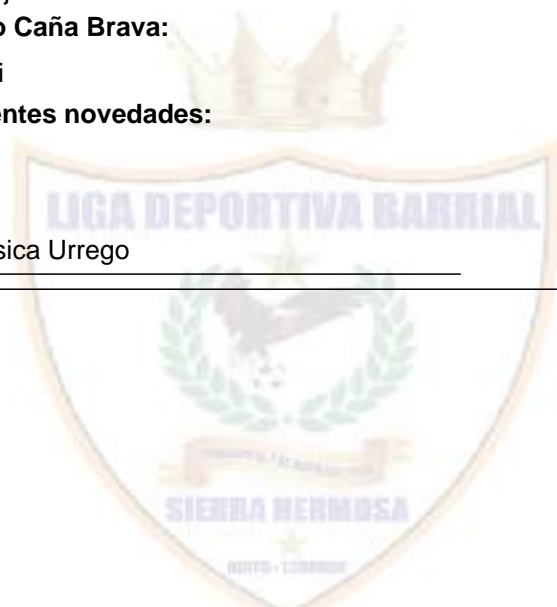 o Caña Brava:
i
entes novedades:
LIGA DEPORTIVA BARRIAL
sica Urrego
SIERRA HERMOSA